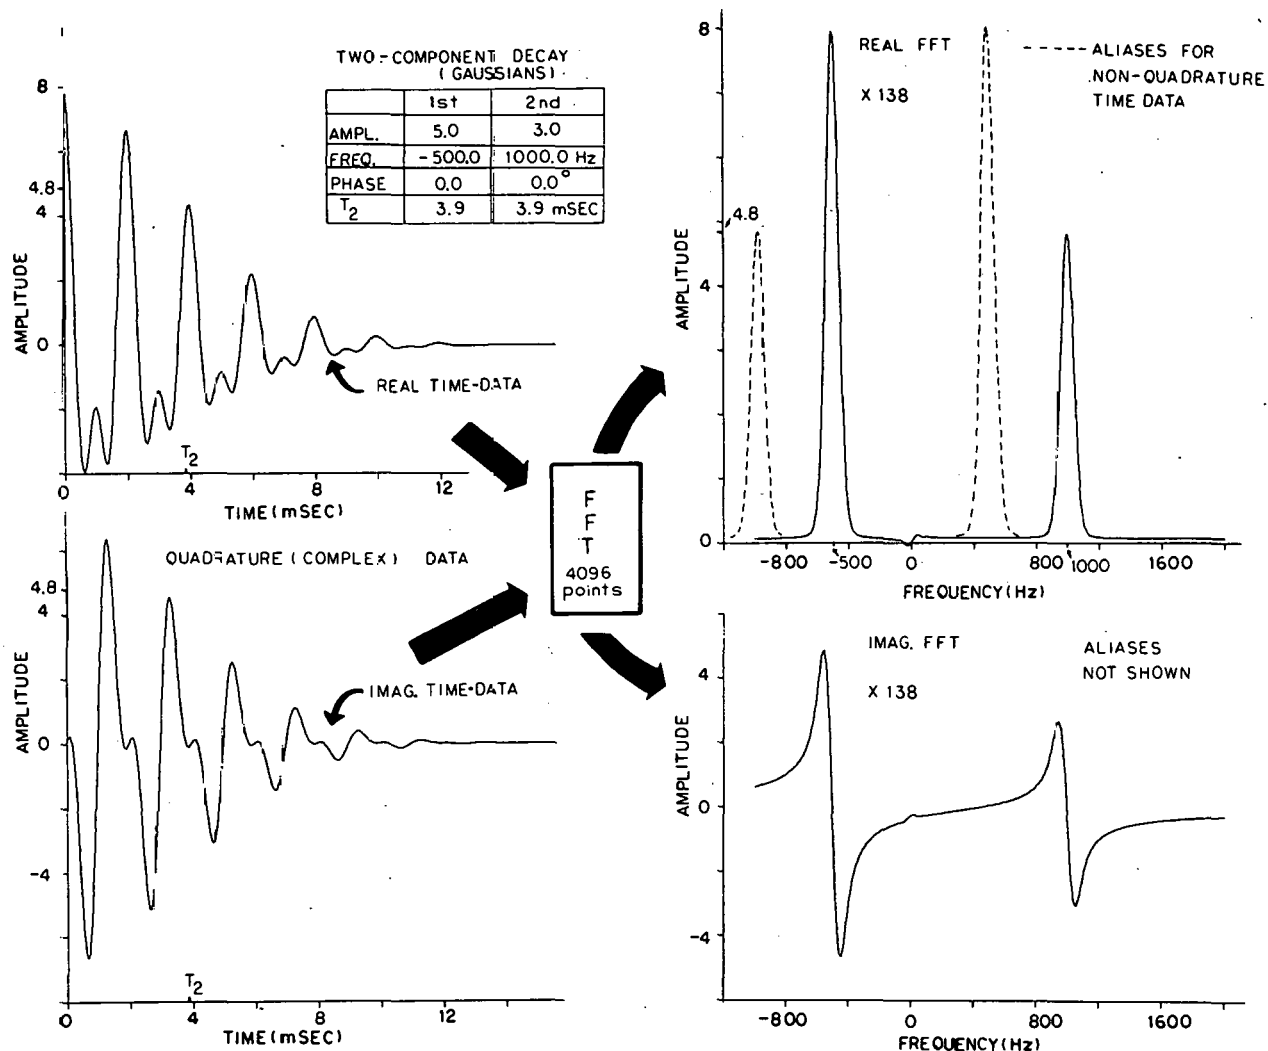 TWO-COMPONENT DECAY
(GAUSSIANS)
1st 2nd
AMPL. 5.0 3.0
FREQ. -500.0 1000.0 Hz
PHASE 0.0 0.0°
T2 3.9 3.9 mSEC
8
4.8
4
0
AMPLITUDE
REAL TIME-DATA
T2
0 4 8 12
TIME(mSEC)
QUADRATURE (COMPLEX) DATA
4.8
4
0
-4
AMPLITUDE
IMAG. TIME-DATA
T2
0 4 8 12
TIME(mSEC)
FFT
4096
points
8
4.8
4
0
AMPLITUDE
REAL FFT
X 138
ALIASES FOR
NON-QUADRATURE
TIME DATA
-800 -500 0 800 1000 1600
FREQUENCY(Hz)
IMAG. FFT
X 138
ALIASES
NOT SHOWN
4
0
-4
AMPLITUDE
-800 0 800 1600
FREQUENCY(Hz)